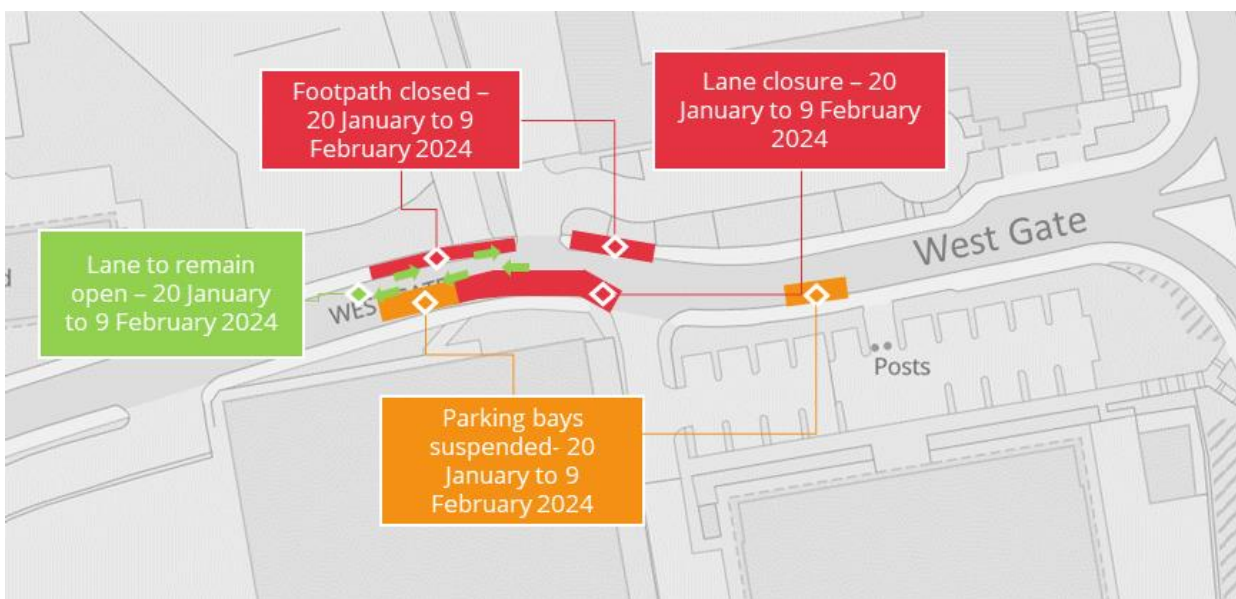 Footpath closed –
20 January to 9
February 2024
Lane closure – 20
January to 9 February
2024
West Gate
Lane to remain
open – 20 January
to 9 February 2024
WES
Posts
Parking bays
suspended- 20
January to 9
February 2024